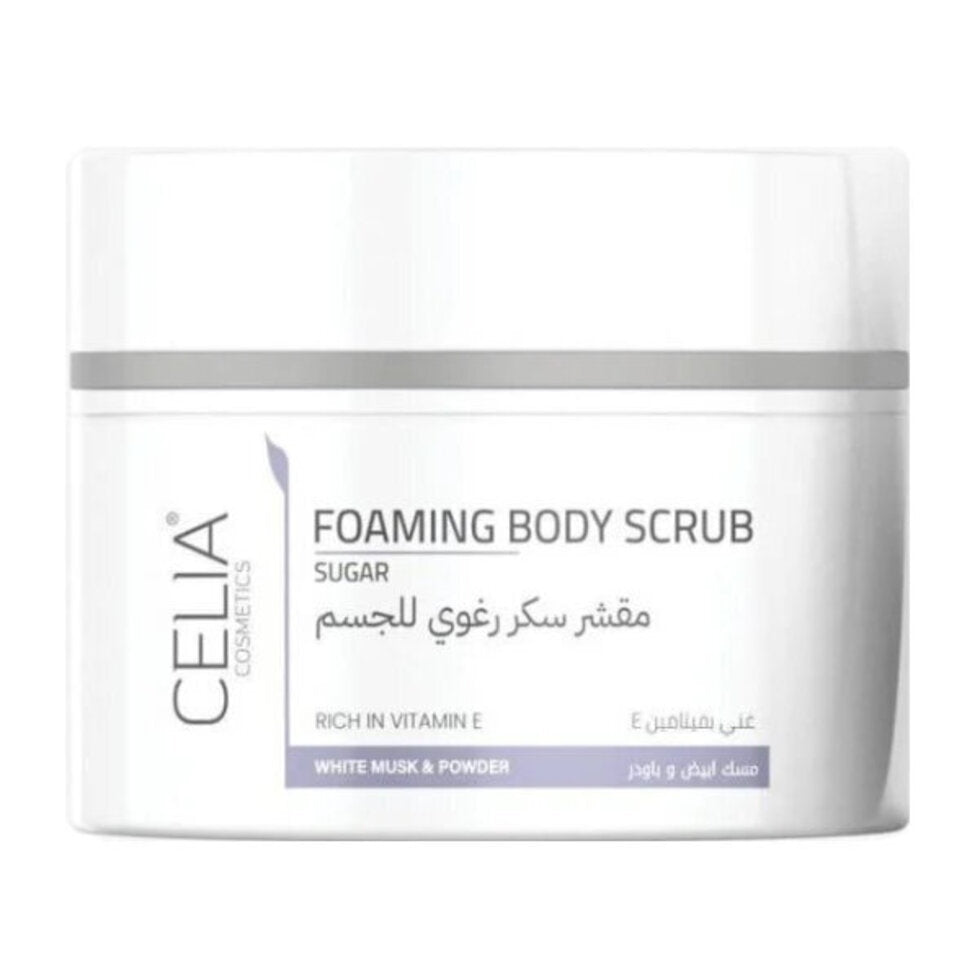 CELIA®
COSMETICS
FOAMING BODY SCRUB
SUGAR
مقشر سكر رغوي للجسم
RICH IN VITAMIN E
غني بفيتامين E
WHITE MUSK & POWDER
مسك ابيض و باودر